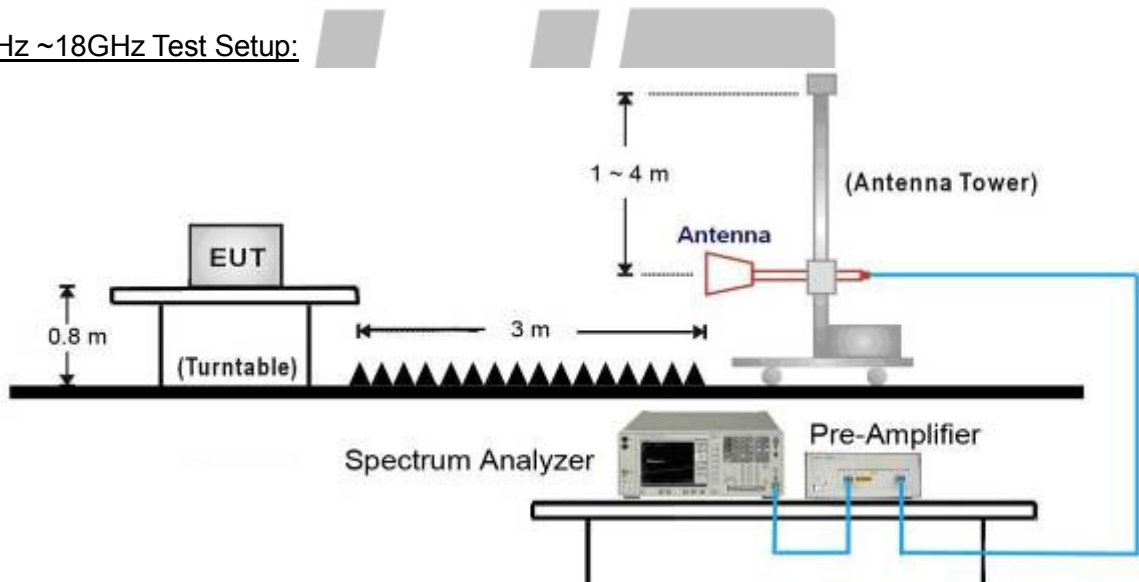 Hz ~18GHz Test Setup:
1 ~ 4 m
(Antenna Tower)
Antenna
EUT
0.8 m
3 m
(Turntable)
Spectrum Analyzer
Pre-Amplifier